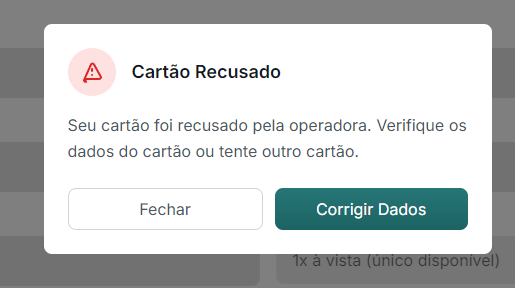 Cartão Recusado
Seu cartão foi recusado pela operadora. Verifique os
dados do cartão ou tente outro cartão.
Fechar
Corrigir Dados
1x à vista (único disponível)